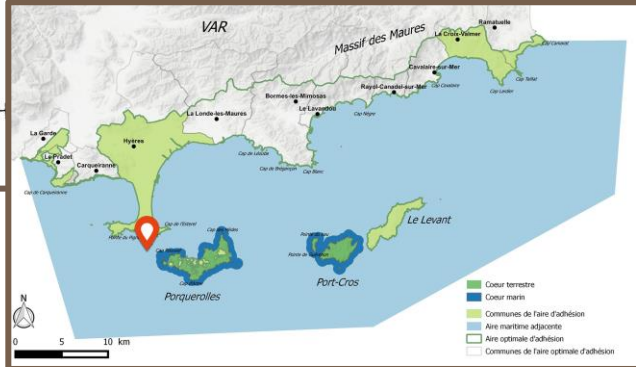 VAR
Massif des Maures
Ramatuelle
La Croix-Valmer
Cap Camarat
Cavalaire-sur-Mer
Cap Taillat
Cap Lardier
Bormes-les-Mimosas
Rayol-Canadel-sur-Mer
Cap Cavalaire
La Londe-les-Maures
Le Lavandou
Cap Nègre
La Garde
Hyères
Le Pradet
Carqueiranne
Cap de Léoube
Cap de Brégançon
Cap Blanc
Cap de Carqueiranne
Le Levant
Cap de l'Estérel
Cap des Mèdes
Porquerolles
Port-Cros
N
0 5 10 km
Coeur terrestre
Coeur marin
Communes de l'aire d'adhésion
Aire maritime adjacente
Aire optimale d'adhésion
Communes de l'aire optimale d'adhésion